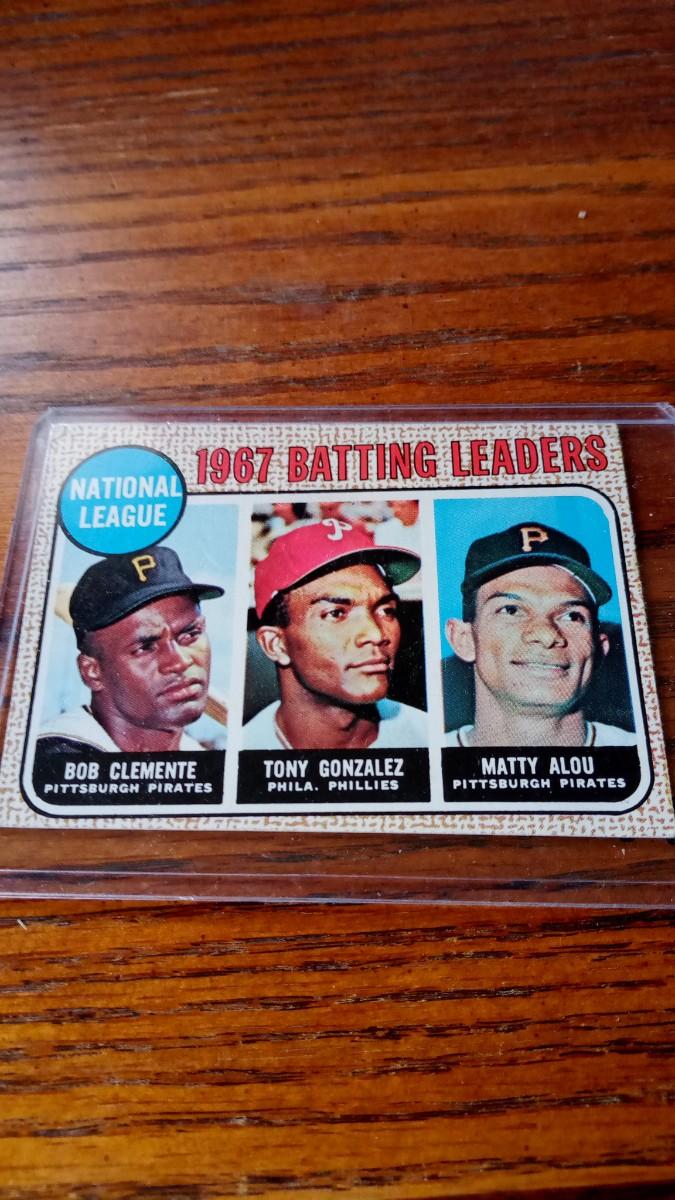 1967 BATTING LEADERS
NATIONAL
LEAGUE
P
P
P
BOB CLEMENTE
PITTSBURGH PIRATES
TONY GONZALEZ
PHILA. PHILLIES
MATTY ALOU
PITTSBURGH PIRATES